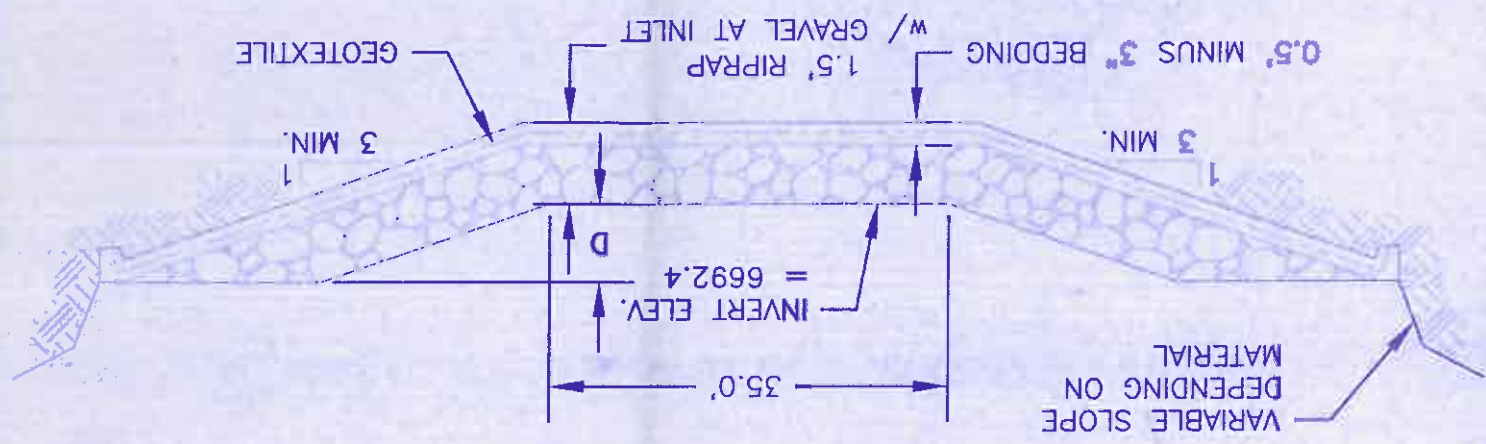 VARIABLE SLOPE
DEPENDING ON
MATERIAL
35.0'
INVERT ELEV.
= 6692.4
D
1
3 MIN.
1
3 MIN.
0.5' MINUS 3" BEDDING
1.5' RIPRAP
W/ GRAVEL AT INLET
GEOTEXTILE